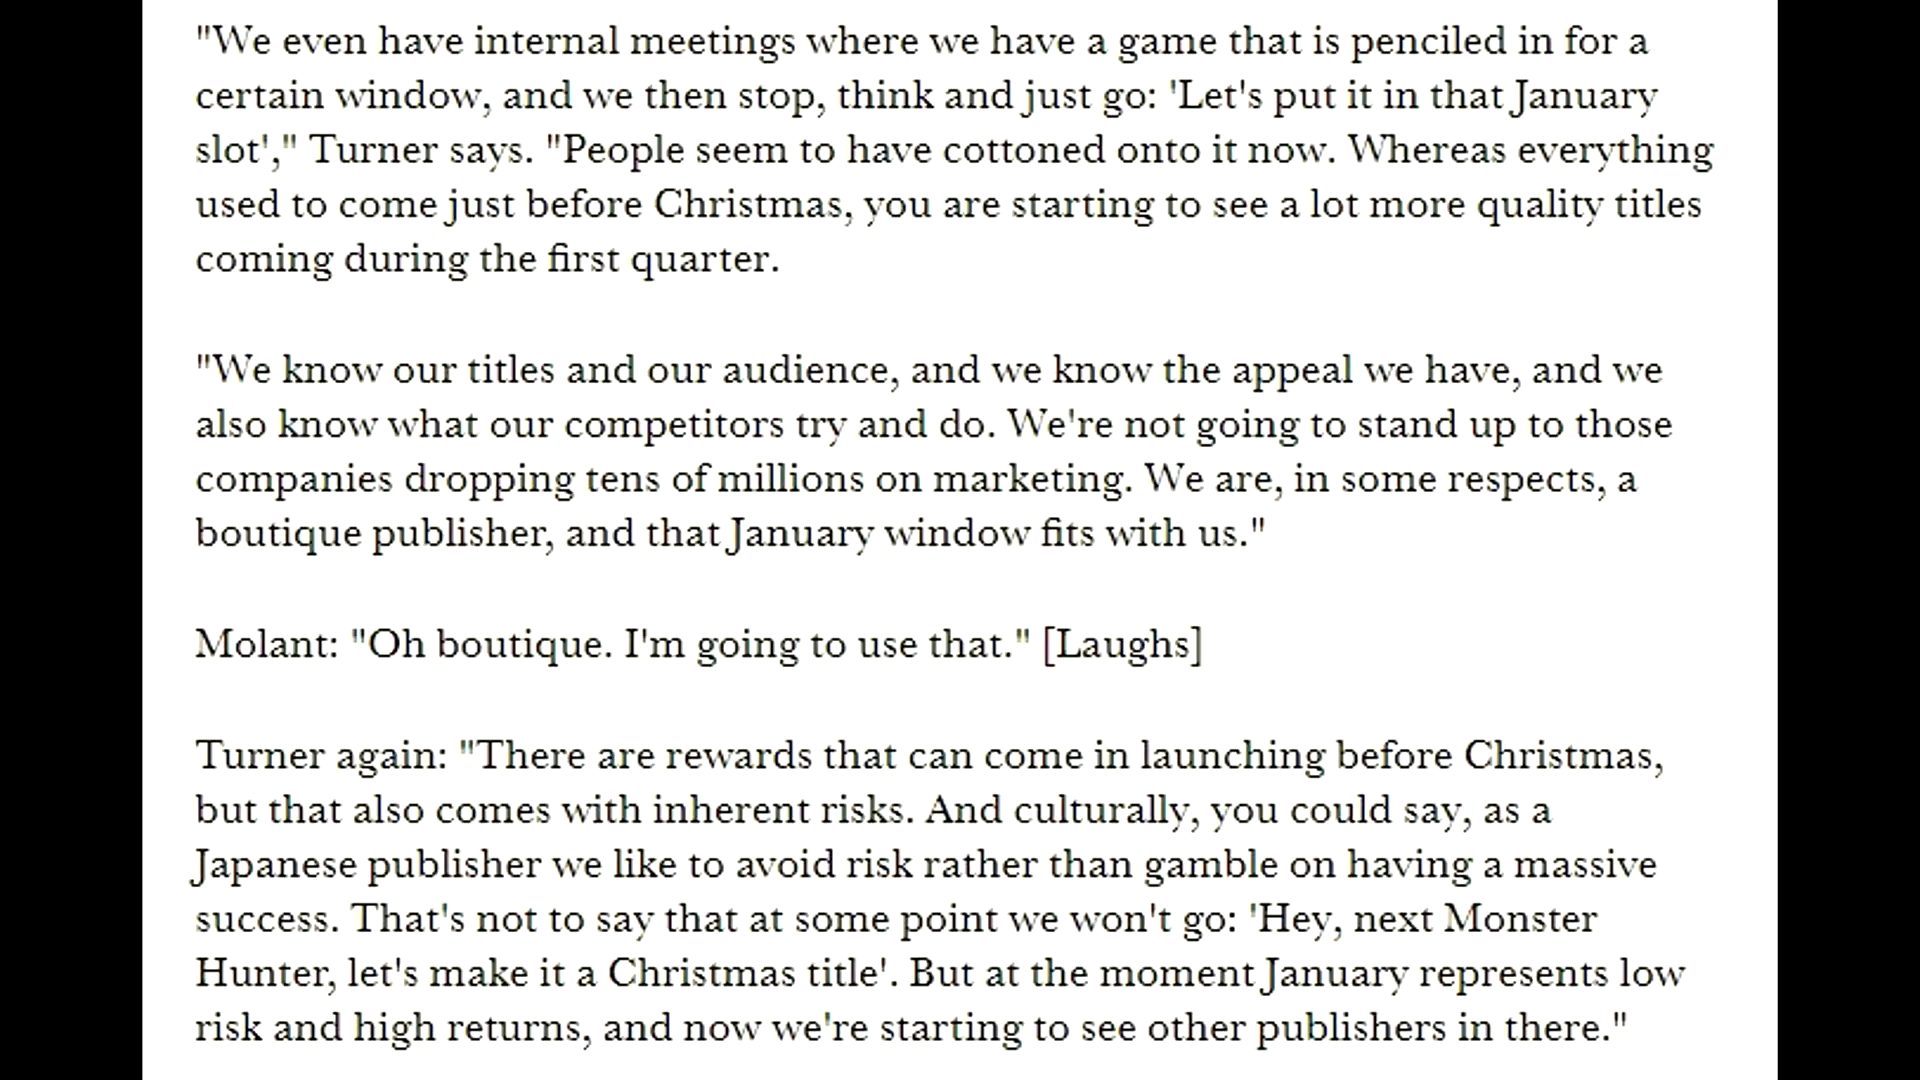 "We even have internal meetings where we have a game that is penciled in for a
certain window, and we then stop, think and just go: 'Let's put it in that January
slot'," Turner says. "People seem to have cottoned onto it now. Whereas everything
used to come just before Christmas, you are starting to see a lot more quality titles
coming during the first quarter.
"We know our titles and our audience, and we know the appeal we have, and we
also know what our competitors try and do. We're not going to stand up to those
companies dropping tens of millions on marketing. We are, in some respects, a
boutique publisher, and that January window fits with us."
Molant: "Oh boutique. I'm going to use that." [Laughs]
Turner again: "There are rewards that can come in launching before Christmas,
but that also comes with inherent risks. And culturally, you could say, as a
Japanese publisher we like to avoid risk rather than gamble on having a massive
success. That's not to say that at some point we won't go: 'Hey, next Monster
Hunter, let's make it a Christmas title'. But at the moment January represents low
risk and high returns, and now we're starting to see other publishers in there."